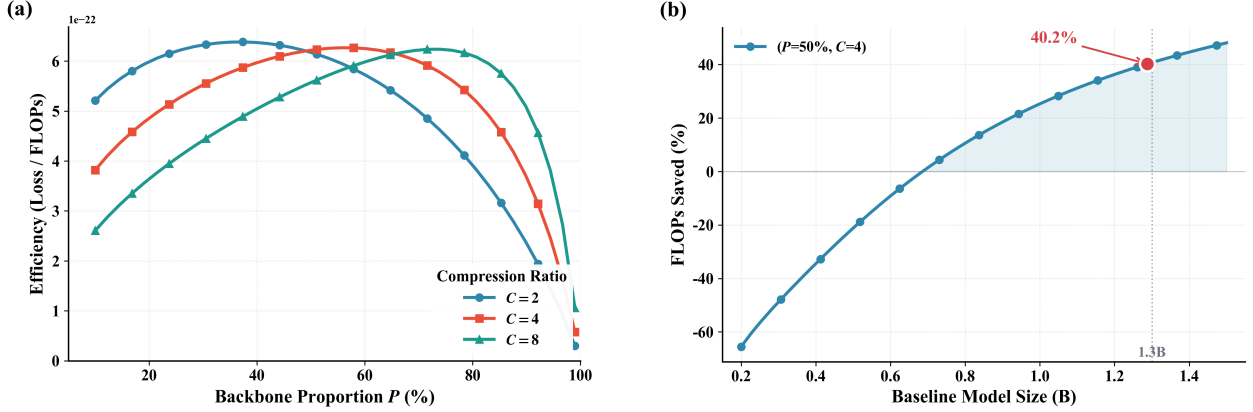 (a)
1e−22
6
5
4
3
2
1
0
20
40
60
80
100
Efficiency (Loss / FLOPs)
Backbone Proportion P (%)
Compression Ratio
C = 2
C = 4
C = 8
(b)
(P=50%, C=4)
40.2%
40
20
0
-20
-40
-60
1.3B
0.2
0.4
0.6
0.8
1.0
1.2
1.4
FLOPs Saved (%)
Baseline Model Size (B)